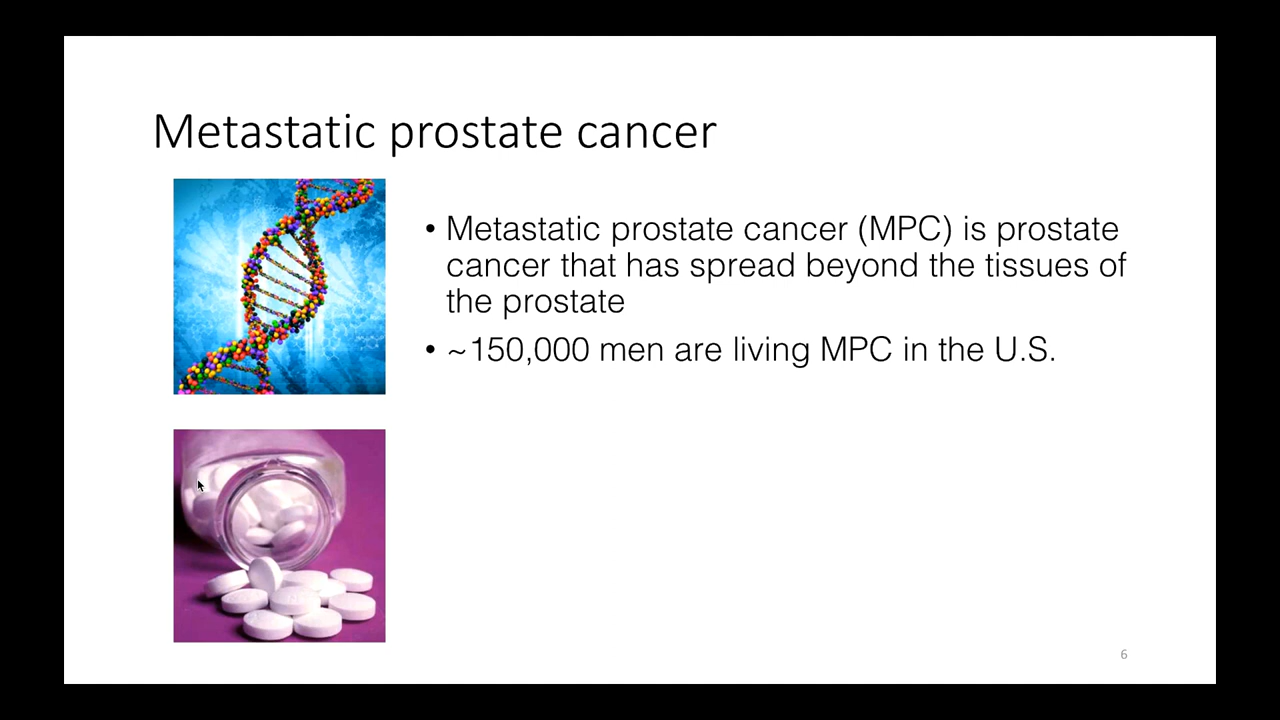 Metastatic prostate cancer
• Metastatic prostate cancer (MPC) is prostate
cancer that has spread beyond the tissues of
the prostate
• ~150,000 men are living MPC in the U.S.
6